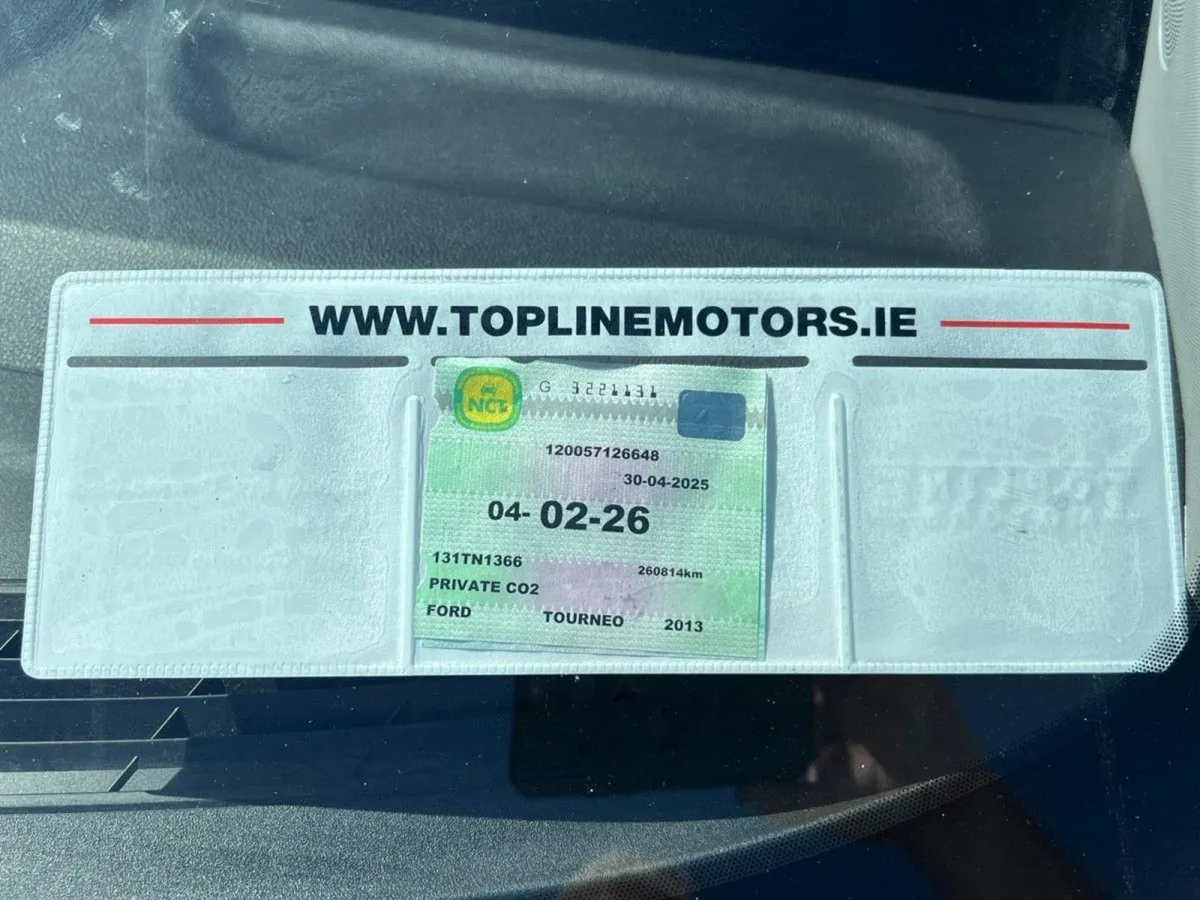 WWW.TOPLINEMOTORS.IE
NCT G 3221131
120057126648
30-04-2025
04- 02-26
131TN1366
260814km
PRIVATE CO2
FORD TOURNEO 2013